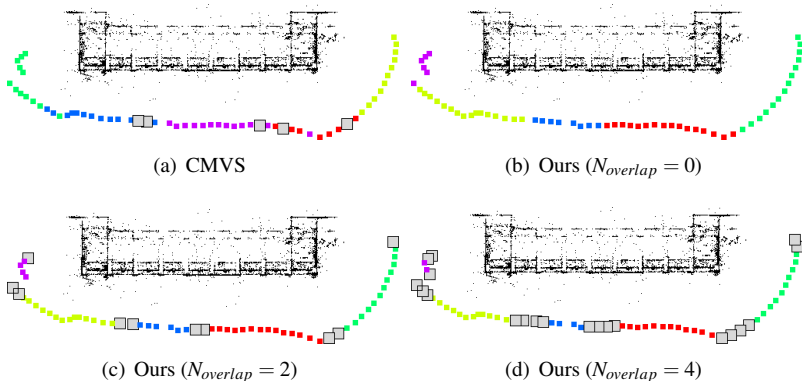 (a) CMVS
(b) Ours (N_overlap = 0)
(c) Ours (N_overlap = 2)
(d) Ours (N_overlap = 4)